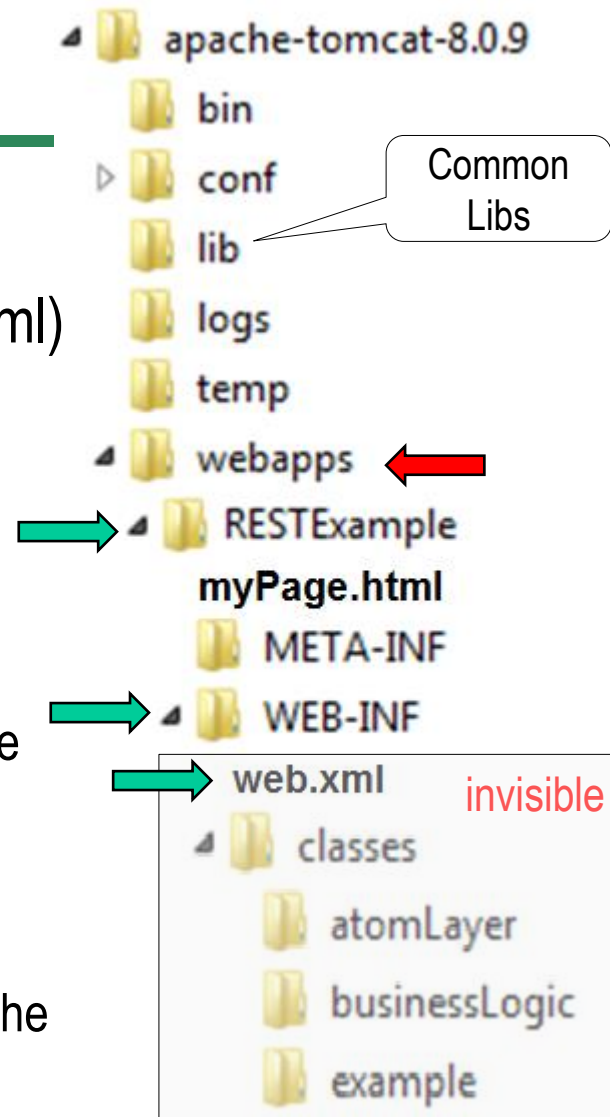 apache-tomcat-8.0.9
bin
conf
Common
Libs
lib
ml)
logs
temp
webapps
RESTExample
myPage.html
META-INF
WEB-INF
e
web.xml
invisible
classes
atomLayer
businessLogic
he
example